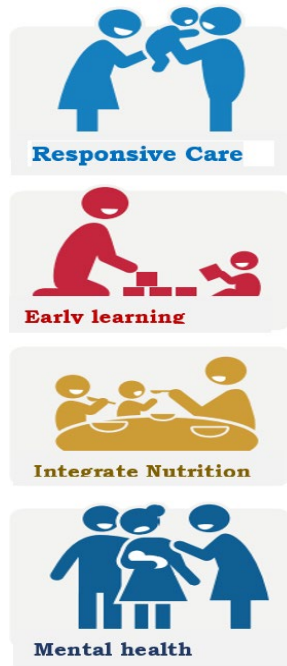 Responsive Care
Early learning
Integrate Nutrition
Mental health